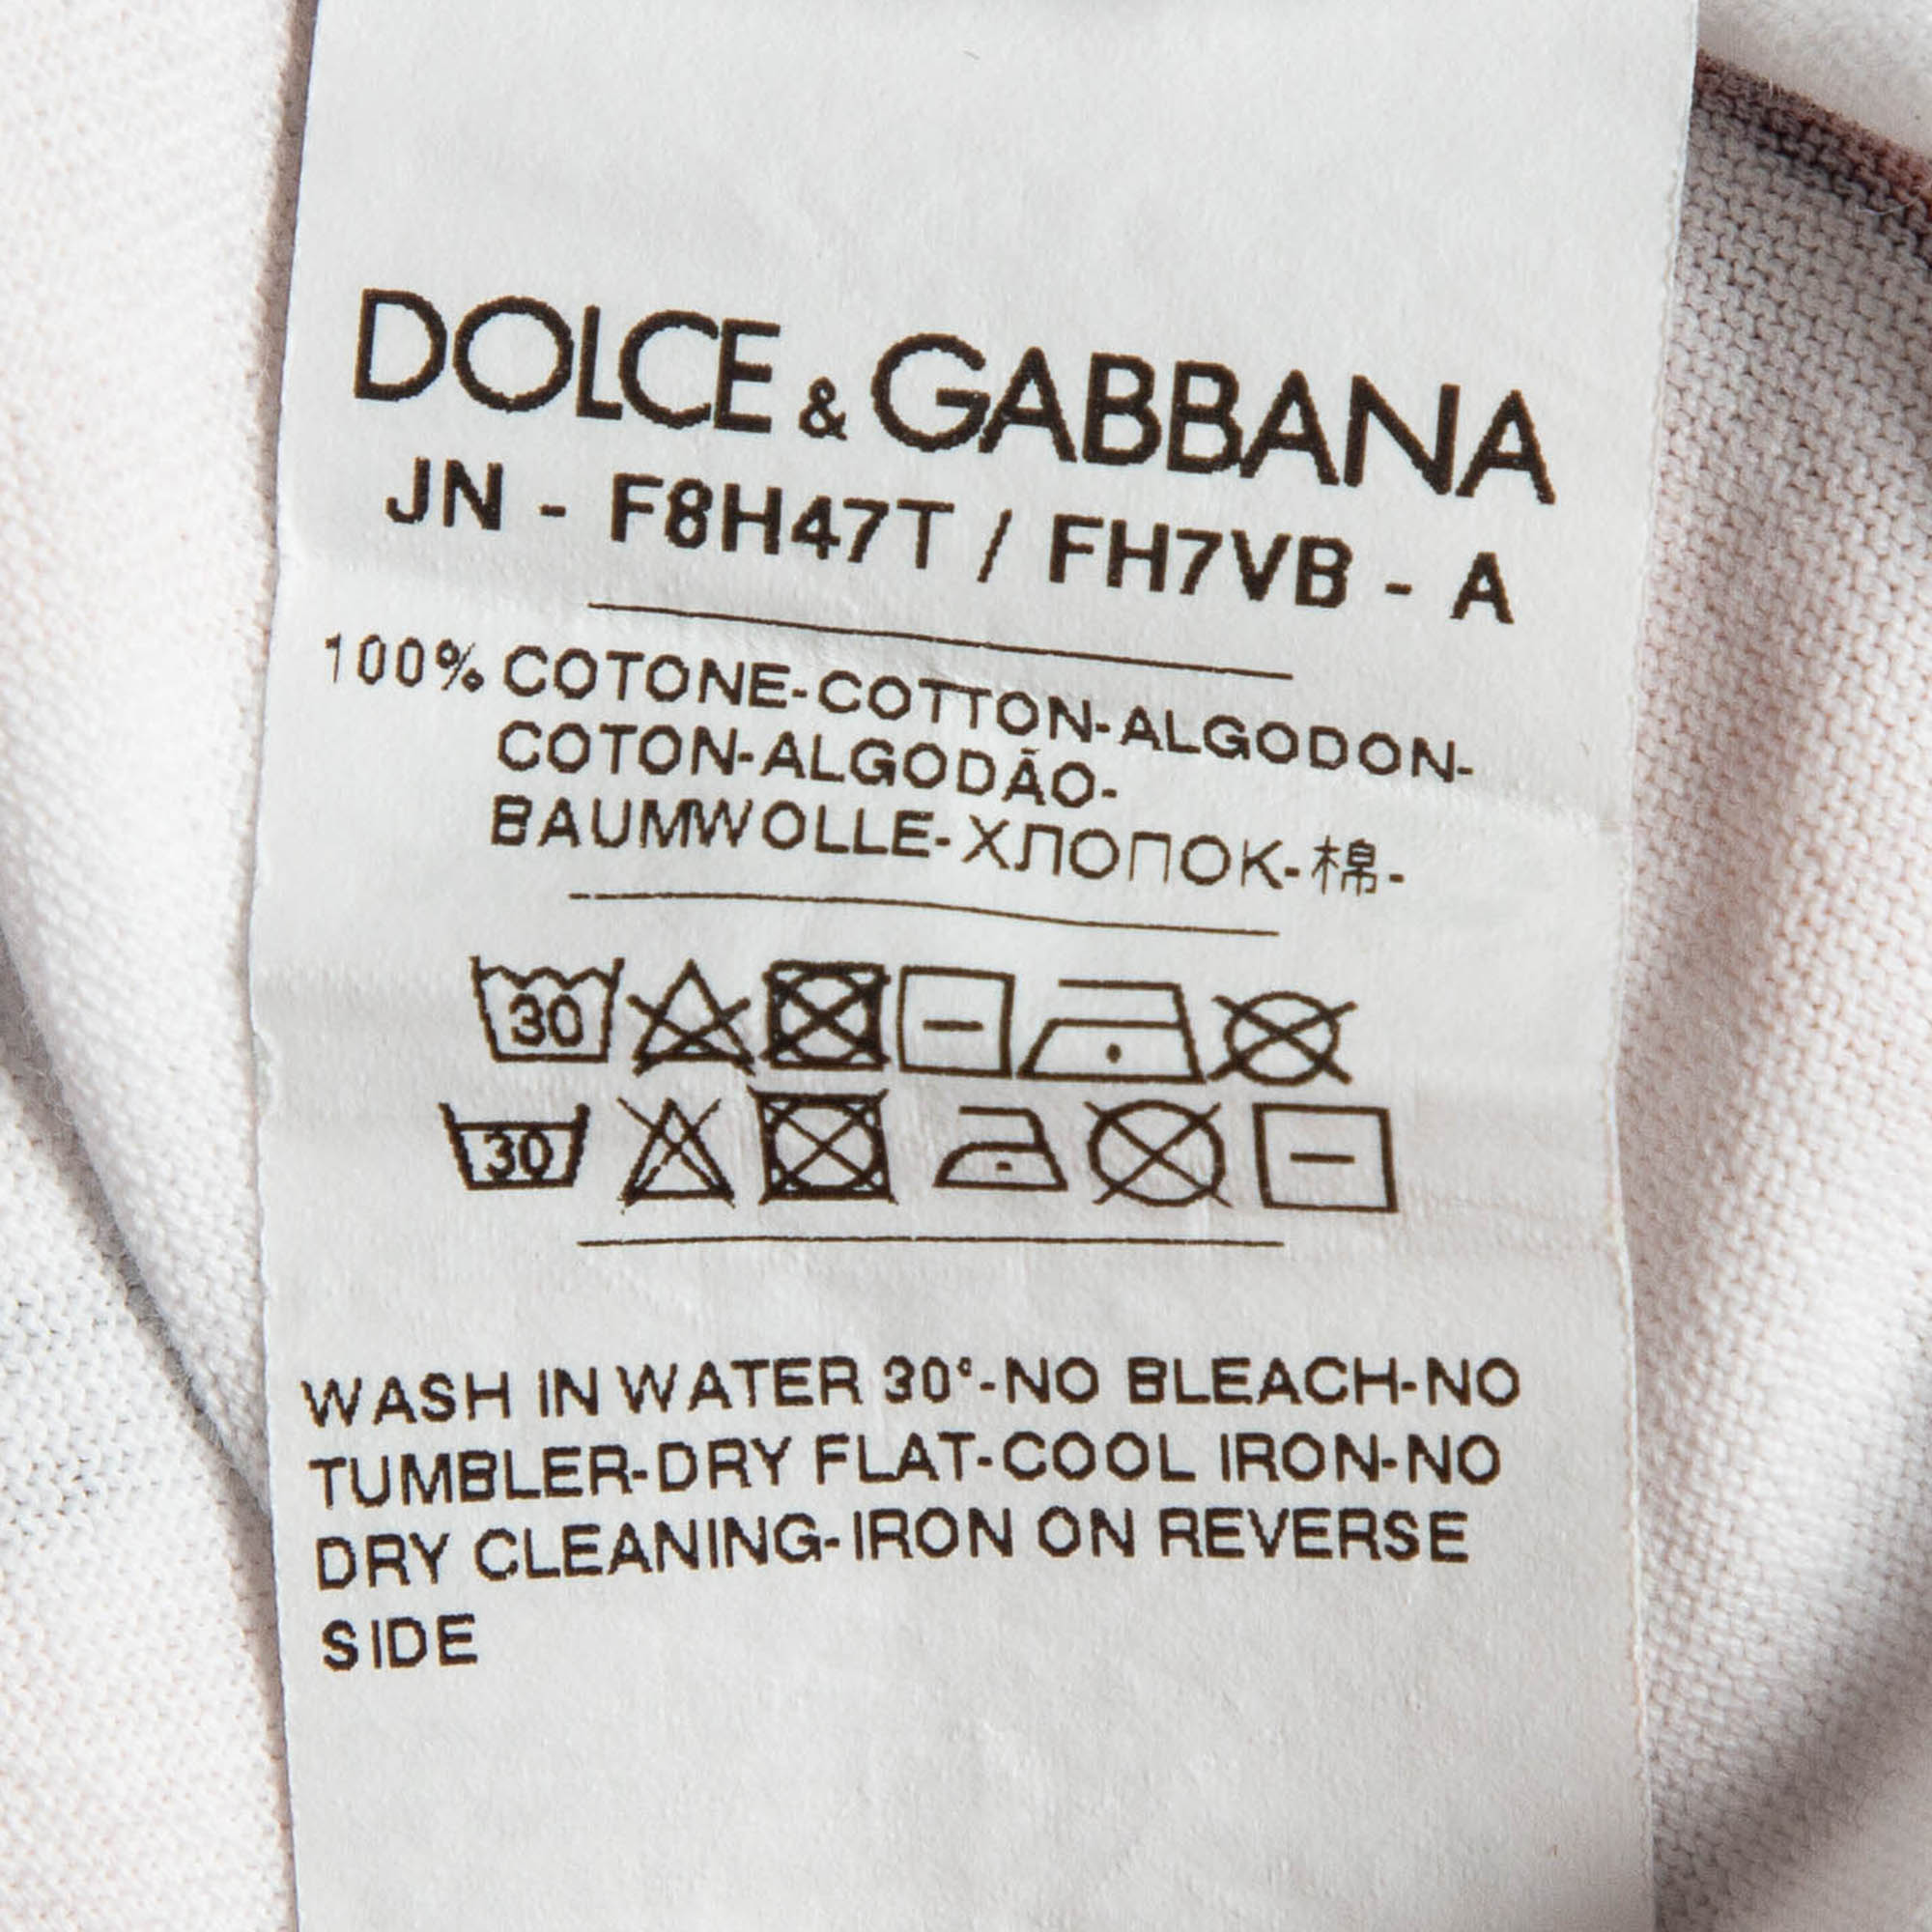 DOLCE & GABBANA
JN - F8H47T / FH7VB - A
100% COTONE-COTTON-ALGODON-
COTON-ALGODÃO-
BAUMWOLLE-ХЛОПОК-棉-
30
30
WASH IN WATER 30°-NO BLEACH-NO
TUMBLER-DRY FLAT-COOL IRON-NO
DRY CLEANING-IRON ON REVERSE
SIDE